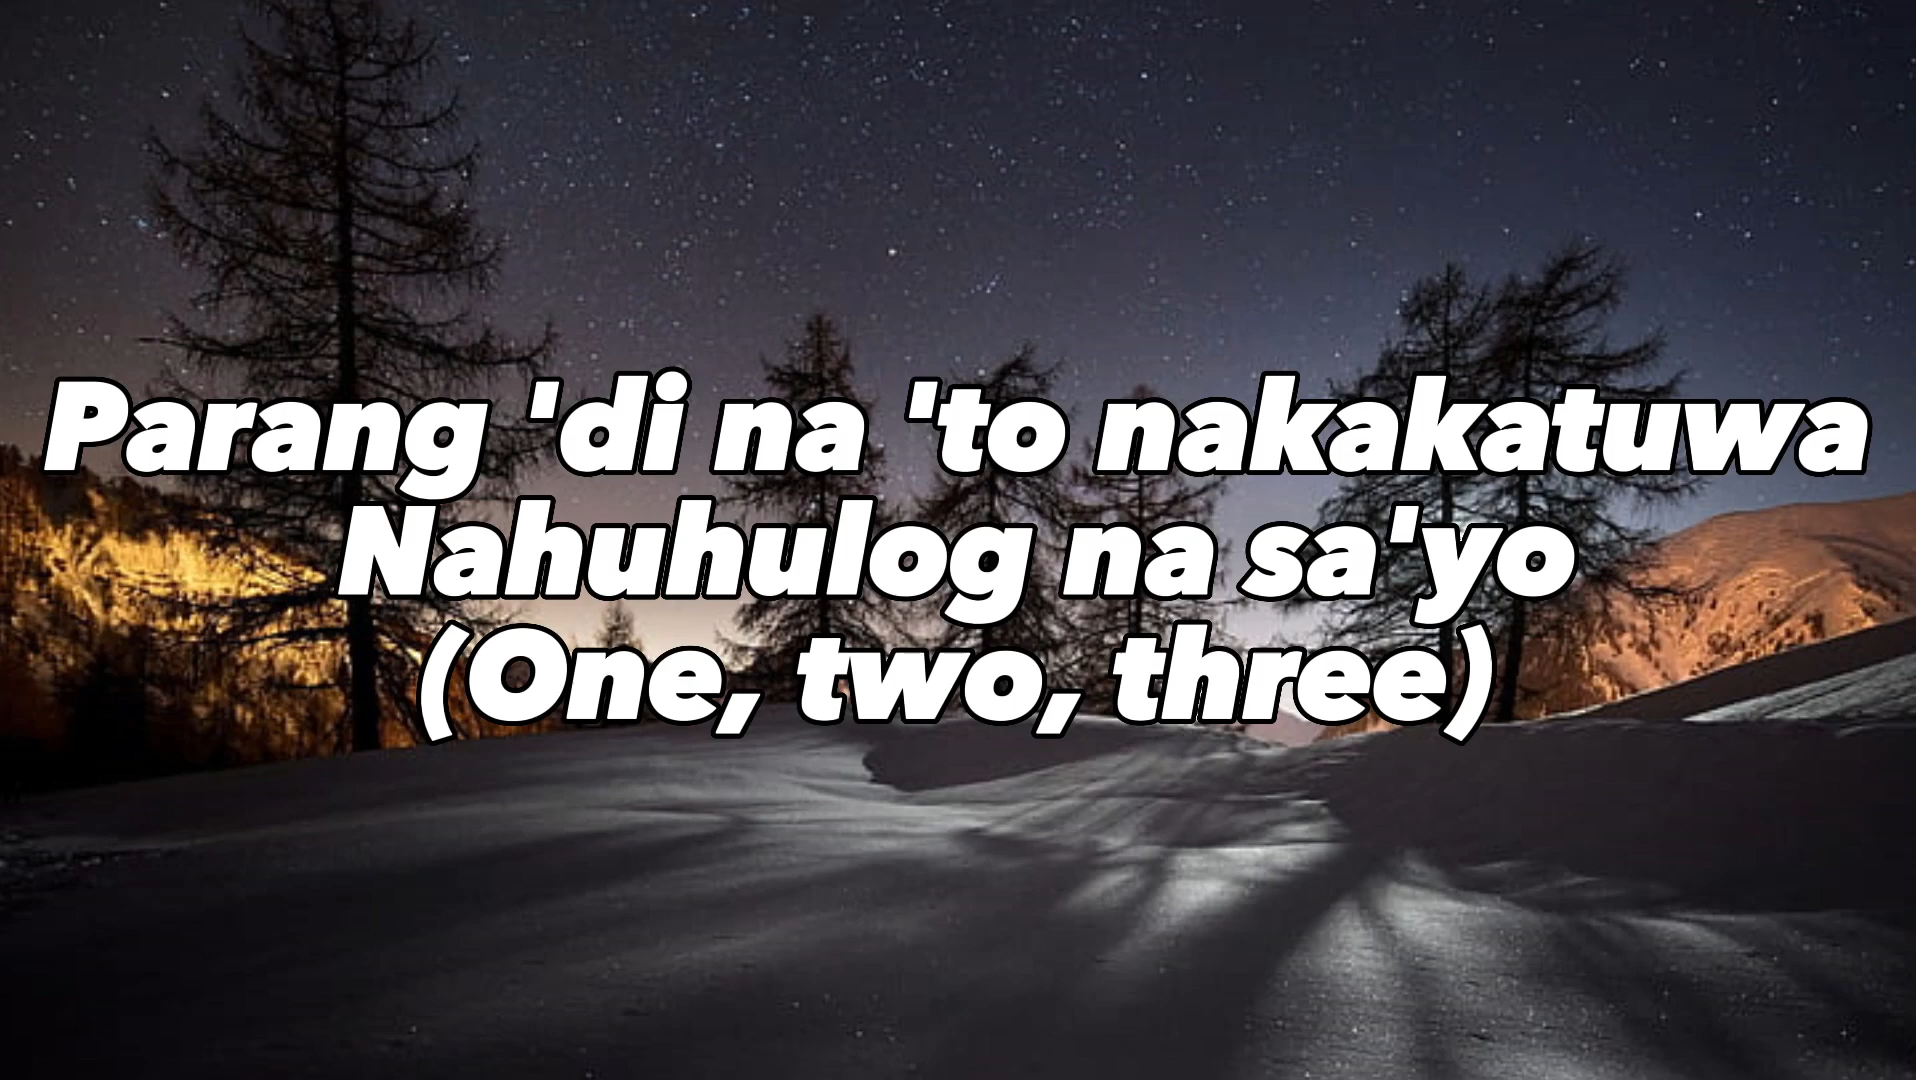 Parang 'di na 'to nakakatuwa
Nahuhulog na sa'yo
(One, two, three)